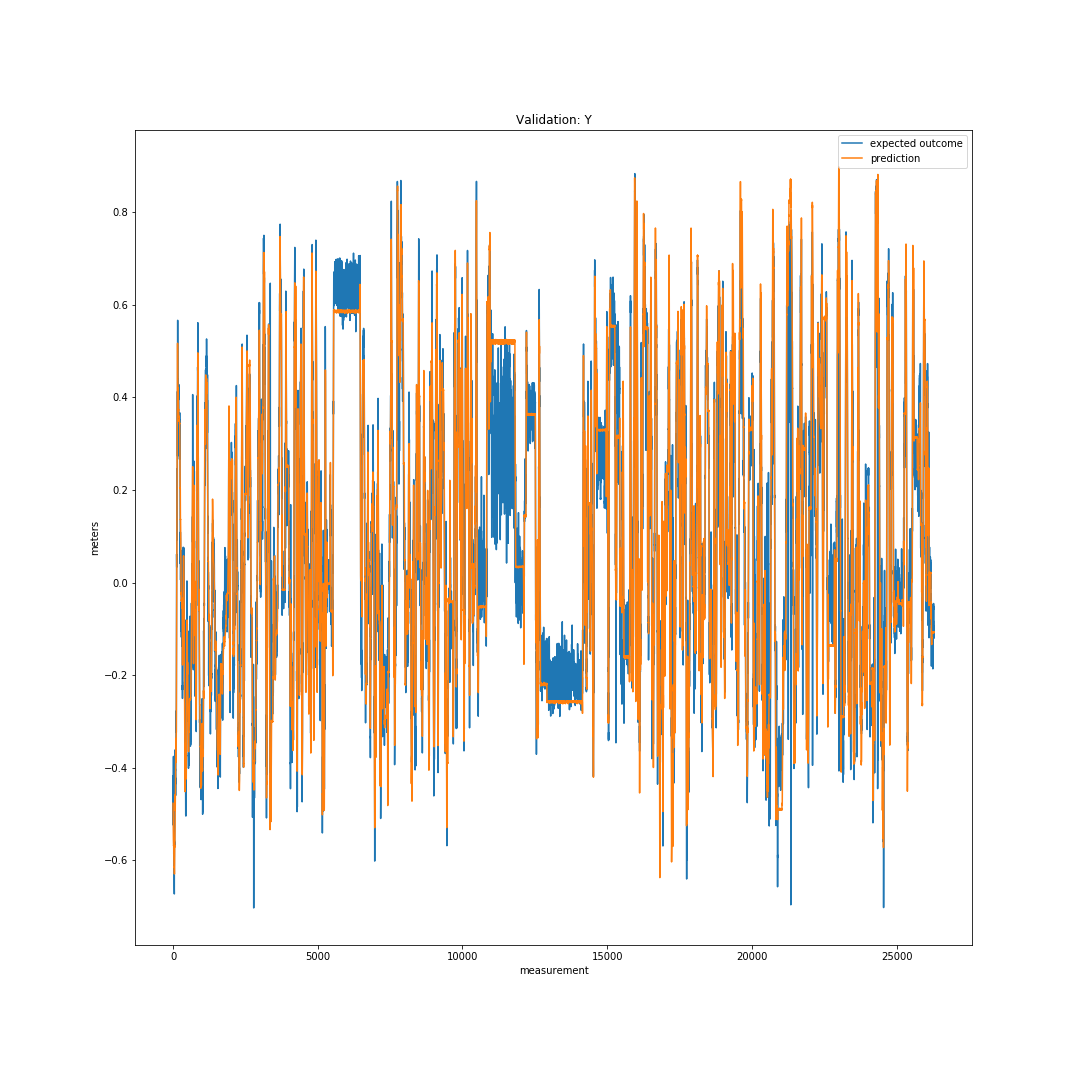 Validation: Y
expected outcome
prediction
0.8
0.6
0.4
0.2
0.0
−0.2
−0.4
−0.6
meters
0 5000 10000 15000 20000 25000
measurement